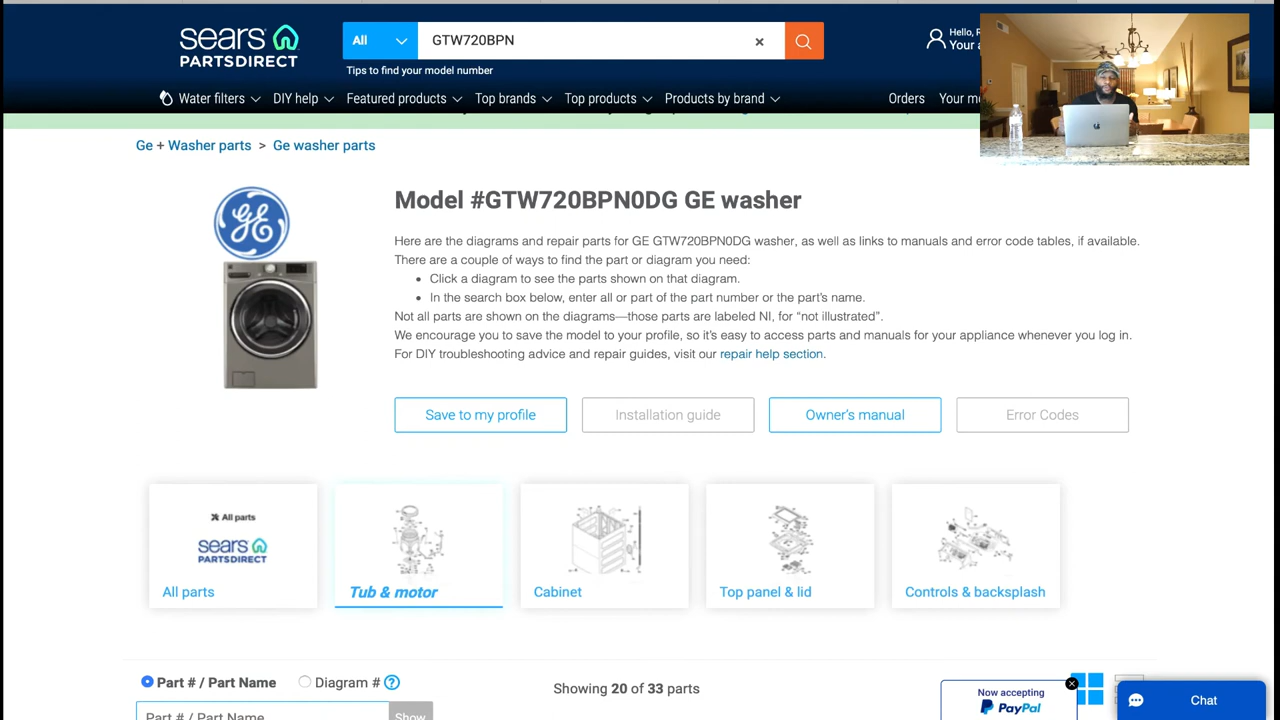 sears
PARTSDIRECT
All
GTW720BPN
Tips to find your model number
Hello,
Your
Water filters
DIY help
Featured products
Top brands
Top products
Products by brand
Orders
Ge + Washer parts > Ge washer parts
GE
Model #GTW720BPN0DG GE washer
Here are the diagrams and repair parts for GE GTW720BPN0DG washer, as well as links to manuals and error code tables, if available.
There are a couple of ways to find the part or diagram you need:
• Click a diagram to see the parts shown on that diagram.
• In the search box below, enter all or part of the part number or the part's name.
Not all parts are shown on the diagrams—those parts are labeled NI, for “not illustrated”.
We encourage you to save the model to your profile, so it's easy to access parts and manuals for your appliance whenever you log in.
For DIY troubleshooting advice and repair guides, visit our repair help section.
Save to my profile
Installation guide
Owner's manual
Error Codes
All parts
sears
PARTSDIRECT
All parts
Tub & motor
Cabinet
Top panel & lid
Controls & backsplash
Part # / Part Name
Diagram # ?
Showing 20 of 33 parts
Part # / Part Name
Show
Now accepting
PayPal
Chat